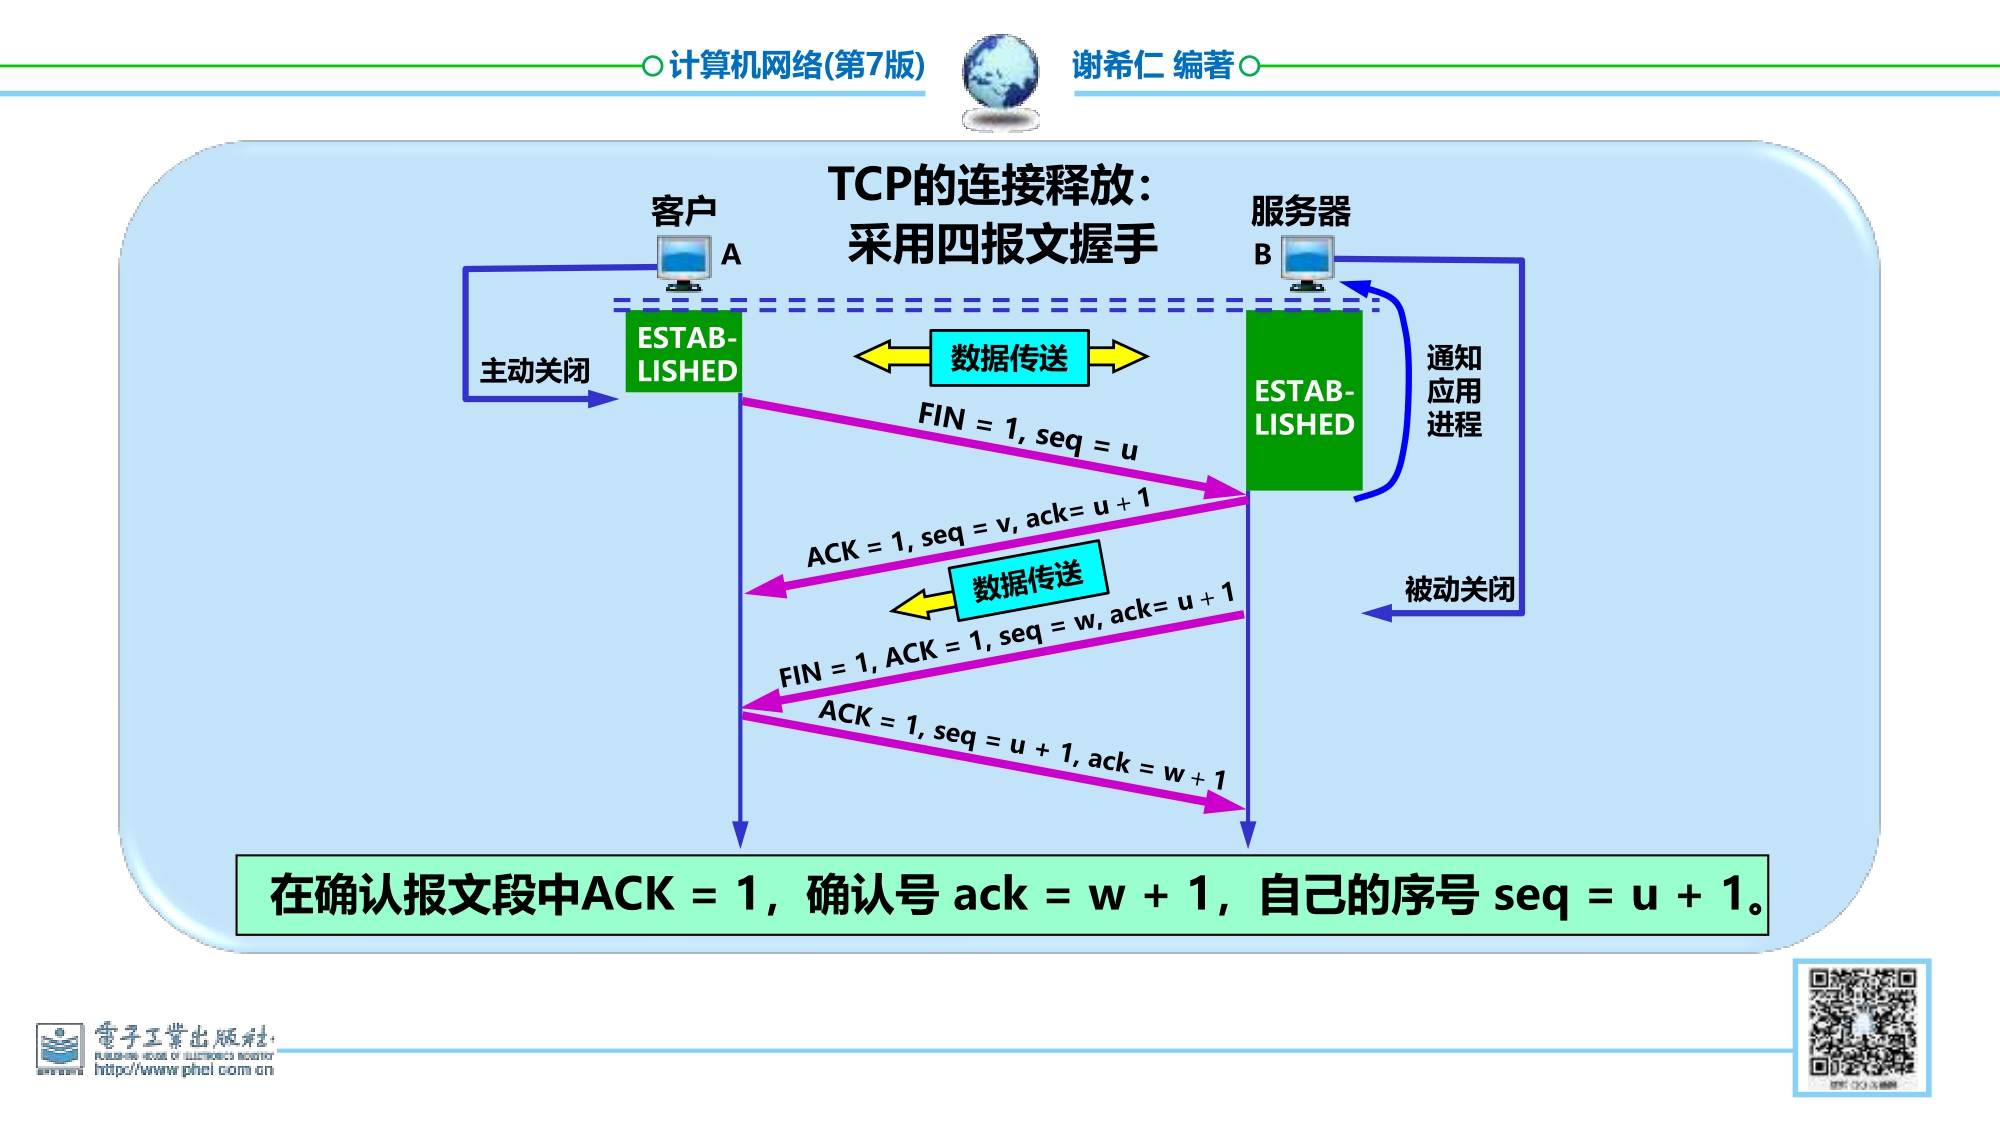 计算机网络(第7版)
谢希仁 编著
TCP的连接释放：
采用四报文握手
客户
A
服务器
B
ESTAB-
LISHED
数据传送
主动关闭
ESTAB-
LISHED
通知
应用
进程
FIN = 1, seq = u
ACK = 1, seq = v, ack= u + 1
数据传送
被动关闭
FIN = 1, ACK = 1, seq = w, ack= u + 1
ACK = 1, seq = u + 1, ack = w + 1
在确认报文段中ACK = 1，确认号 ack = w + 1，自己的序号 seq = u + 1。
電子工業出版社·
PUBLISHING HOUSE OF ELECTRONICS INDUSTRY
http://www.phei.com.cn